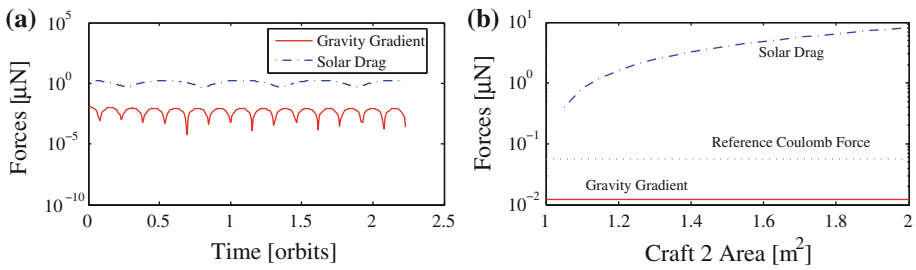 (a)
Forces [µN]
10^5
10^0
10^-5
10^-10
Gravity Gradient
Solar Drag
0 0.5 1 1.5 2 2.5
Time [orbits]
(b)
Forces [µN]
10^1
10^0
10^-1
10^-2
Solar Drag
Reference Coulomb Force
Gravity Gradient
1 1.2 1.4 1.6 1.8 2
Craft 2 Area [m^2]